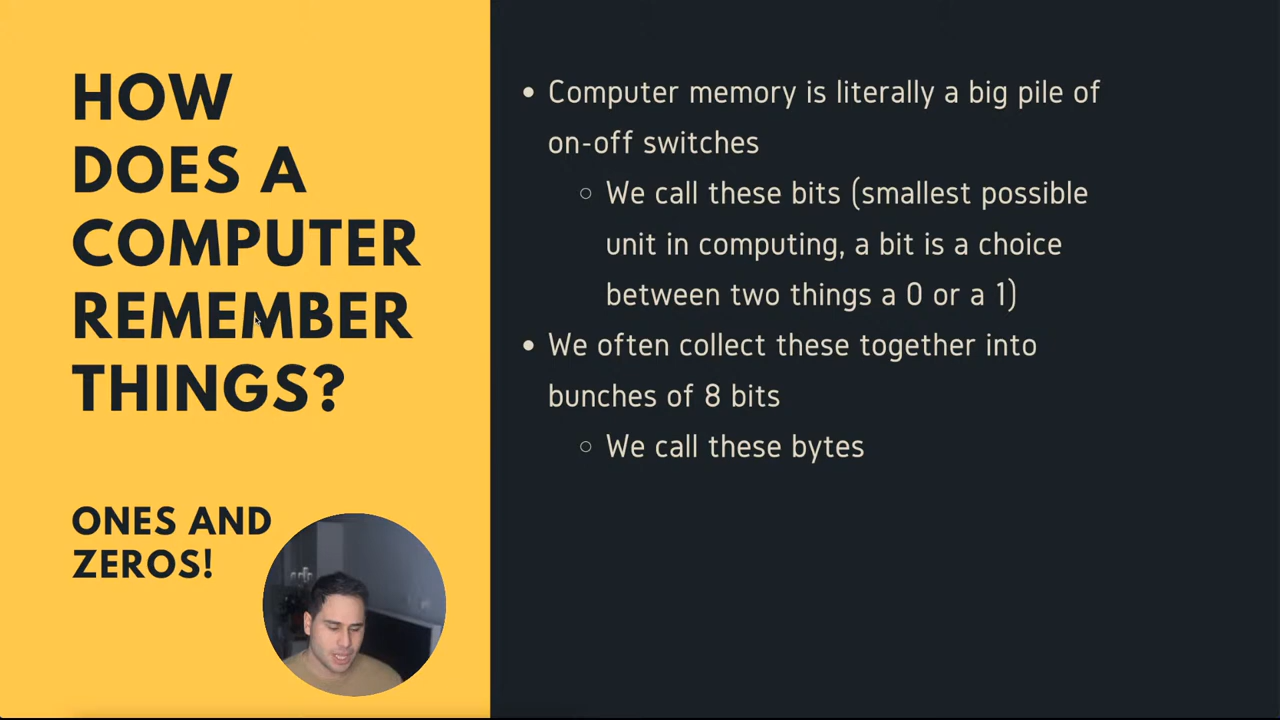 HOW
DOES A
COMPUTER
REMEMBER
THINGS?
ONES AND
ZEROS!
• Computer memory is literally a big pile of
on-off switches
○ We call these bits (smallest possible
unit in computing, a bit is a choice
between two things a 0 or a 1)
• We often collect these together into
bunches of 8 bits
○ We call these bytes